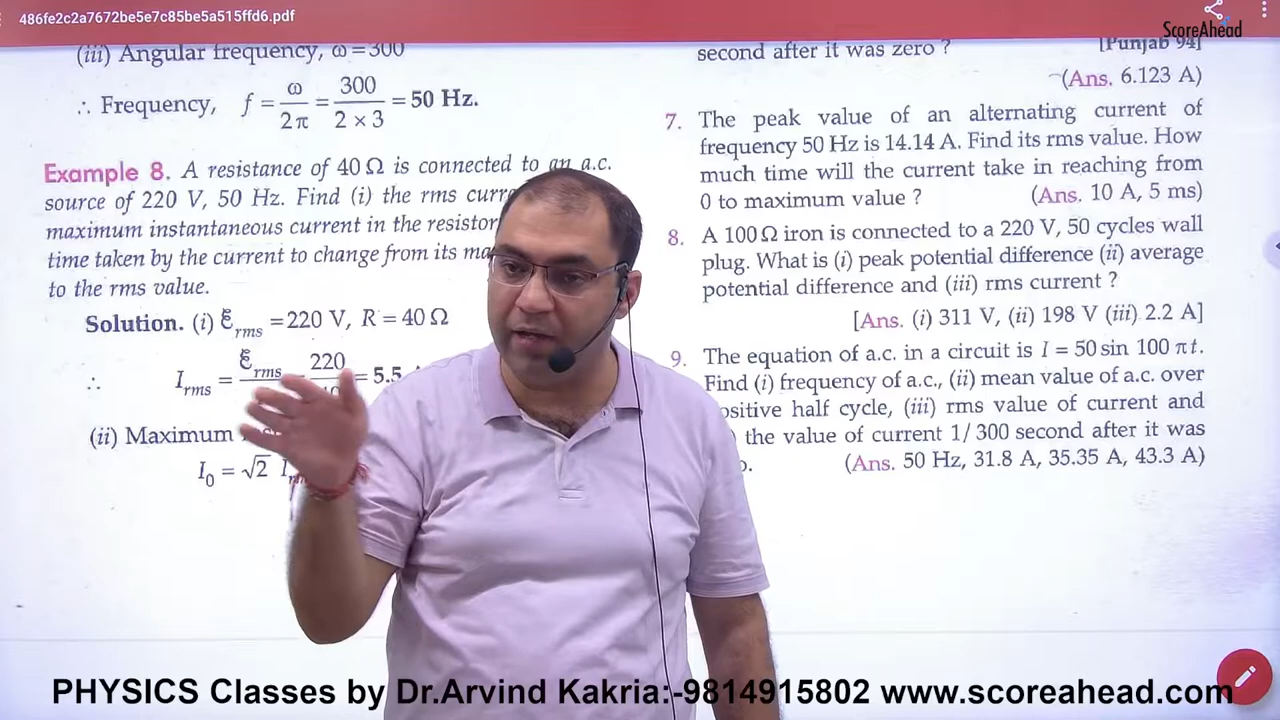 486fe2c2a7672be5e7c85be5a515ffd6.pdf
ScoreAhead
(iii) Angular frequency, ω = 300
∴ Frequency, f = ω/2π = 300/2 × 3 = 50 Hz.
Example 8. A resistance of 40 Ω is connected to an a.c.
source of 220 V, 50 Hz. Find (i) the rms
maximum instantaneous current in the resistor
time taken by the current to change from its
to the rms value.
Solution. (i) ℰrms = 220 V, R = 40 Ω
∴ Irms = ℰrms 220 = 5.5
(ii) Maximum
I0 = √2
second after it was zero ? [Punjab 94]
(Ans. 6.123 A)
7. The peak value of an alternating current of
frequency 50 Hz is 14.14 A. Find its rms value. How
much time will the current take in reaching from
0 to maximum value ? (Ans. 10 A, 5 ms)
8. A 100 Ω iron is connected to a 220 V, 50 cycles wall
plug. What is (i) peak potential difference (ii) average
potential difference and (iii) rms current ?
[Ans. (i) 311 V, (ii) 198 V (iii) 2.2 A]
9. The equation of a.c. in a circuit is I = 50 sin 100 πt.
Find (i) frequency of a.c., (ii) mean value of a.c. over
ositive half cycle, (iii) rms value of current and
the value of current 1/300 second after it was
o. (Ans. 50 Hz, 31.8 A, 35.35 A, 43.3 A)
PHYSICS Classes by Dr.Arvind Kakria:-9814915802 www.scoreahead.com